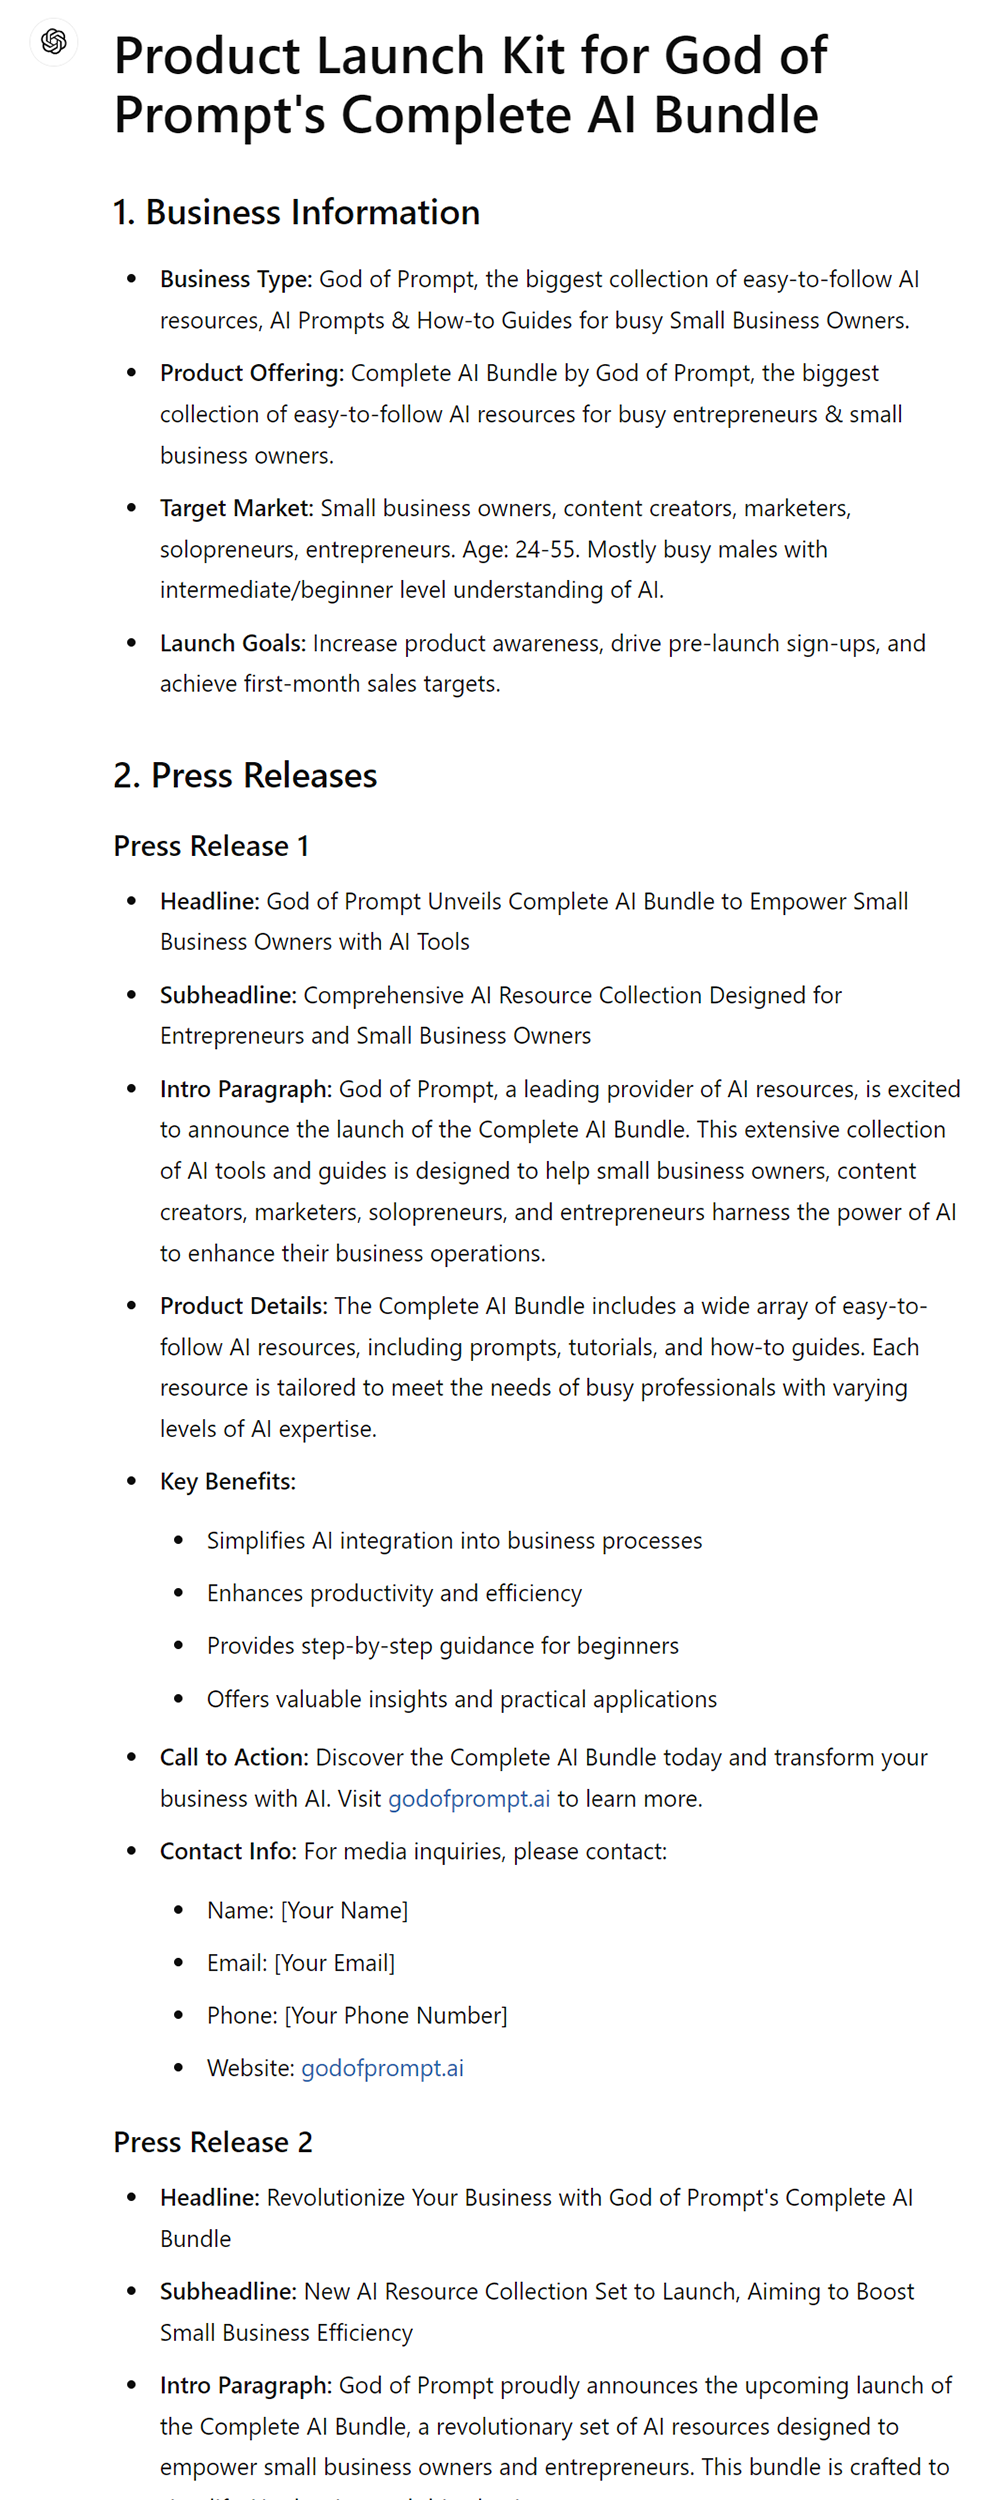 Product Launch Kit for God of
Prompt's Complete AI Bundle
1. Business Information
• Business Type: God of Prompt, the biggest collection of easy-to-follow AI
resources, AI Prompts & How-to Guides for busy Small Business Owners.
• Product Offering: Complete AI Bundle by God of Prompt, the biggest
collection of easy-to-follow AI resources for busy entrepreneurs & small
business owners.
• Target Market: Small business owners, content creators, marketers,
solopreneurs, entrepreneurs. Age: 24-55. Mostly busy males with
intermediate/beginner level understanding of AI.
• Launch Goals: Increase product awareness, drive pre-launch sign-ups, and
achieve first-month sales targets.
2. Press Releases
Press Release 1
• Headline: God of Prompt Unveils Complete AI Bundle to Empower Small
Business Owners with AI Tools
• Subheadline: Comprehensive AI Resource Collection Designed for
Entrepreneurs and Small Business Owners
• Intro Paragraph: God of Prompt, a leading provider of AI resources, is excited
to announce the launch of the Complete AI Bundle. This extensive collection
of AI tools and guides is designed to help small business owners, content
creators, marketers, solopreneurs, and entrepreneurs harness the power of AI
to enhance their business operations.
• Product Details: The Complete AI Bundle includes a wide array of easy-to-
follow AI resources, including prompts, tutorials, and how-to guides. Each
resource is tailored to meet the needs of busy professionals with varying
levels of AI expertise.
• Key Benefits:
• Simplifies AI integration into business processes
• Enhances productivity and efficiency
• Provides step-by-step guidance for beginners
• Offers valuable insights and practical applications
• Call to Action: Discover the Complete AI Bundle today and transform your
business with AI. Visit godofprompt.ai to learn more.
• Contact Info: For media inquiries, please contact:
• Name: [Your Name]
• Email: [Your Email]
• Phone: [Your Phone Number]
• Website: godofprompt.ai
Press Release 2
• Headline: Revolutionize Your Business with God of Prompt's Complete AI
Bundle
• Subheadline: New AI Resource Collection Set to Launch, Aiming to Boost
Small Business Efficiency
• Intro Paragraph: God of Prompt proudly announces the upcoming launch of
the Complete AI Bundle, a revolutionary set of AI resources designed to
empower small business owners and entrepreneurs. This bundle is crafted to